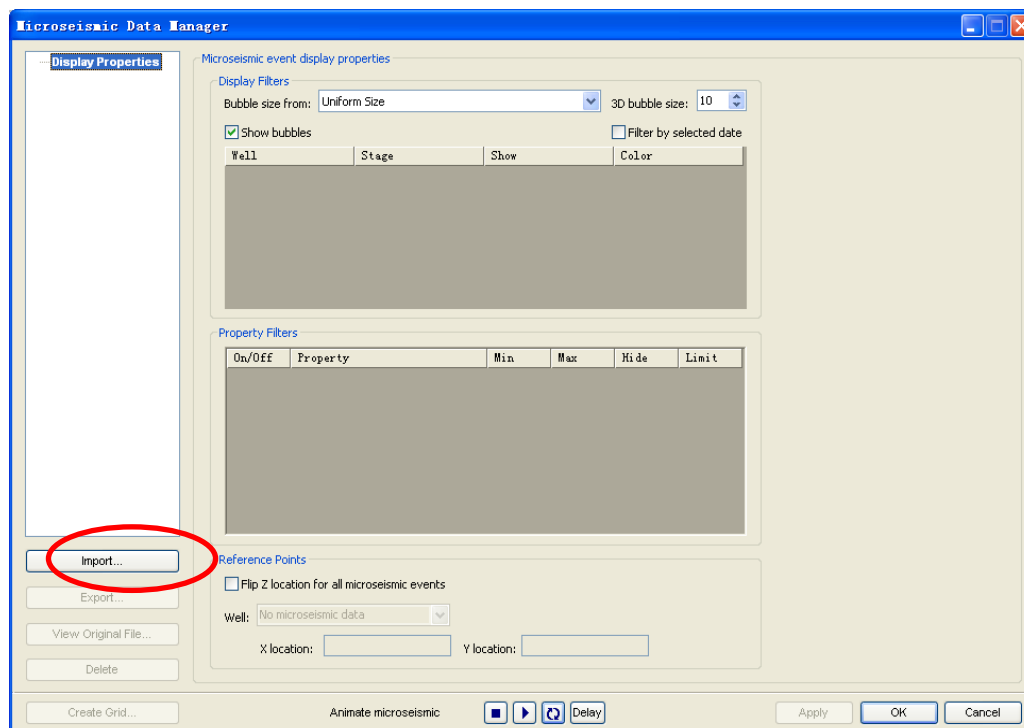 Microseismic Data Manager
Display Properties
Microseismic event display properties
Display Filters
Bubble size from: Uniform Size 3D bubble size: 10
Show bubbles Filter by selected date
Well Stage Show Color
Property Filters
On/Off Property Min Max Hide Limit
Import...
Reference Points
Flip Z location for all microseismic events
Export...
Well: No microseismic data
View Original File...
X location: Y location:
Delete
Create Grid... Animate microseismic Delay Apply OK Cancel